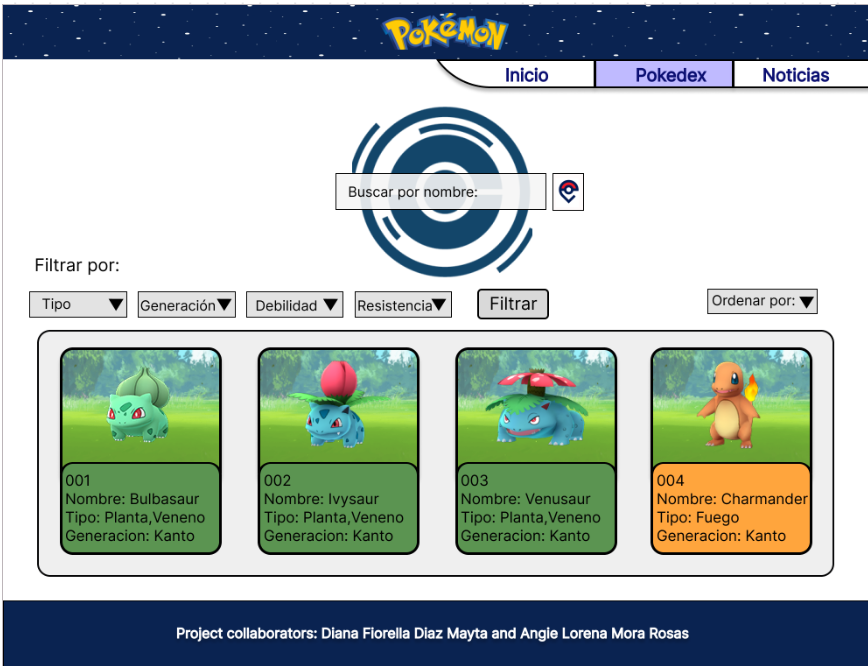 POKéMON
Inicio Pokedex Noticias
Buscar por nombre:
Filtrar por:
Tipo Generación Debilidad Resistencia Filtrar Ordenar por:
001
Nombre: Bulbasaur
Tipo: Planta,Veneno
Generacion: Kanto
002
Nombre: Ivysaur
Tipo: Planta,Veneno
Generacion: Kanto
003
Nombre: Venusaur
Tipo: Planta,Veneno
Generacion: Kanto
004
Nombre: Charmander
Tipo: Fuego
Generacion: Kanto
Project collaborators: Diana Fiorella Diaz Mayta and Angie Lorena Mora Rosas